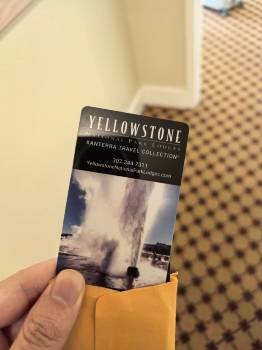 YELLOWSTONE
NATIONAL PARK LODGES
XANTERRA TRAVEL COLLECTION®
307 344 7311
YellowstoneNationalParkLodges.com